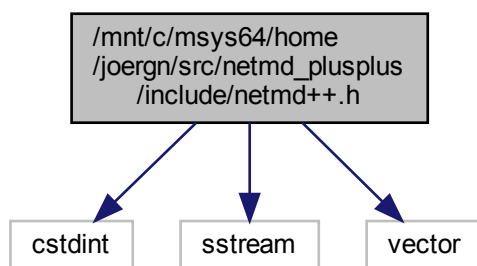 /mnt/c/msys64/home
/joergn/src/netmd_plusplus
/include/netmd++.h
cstdint
sstream
vector